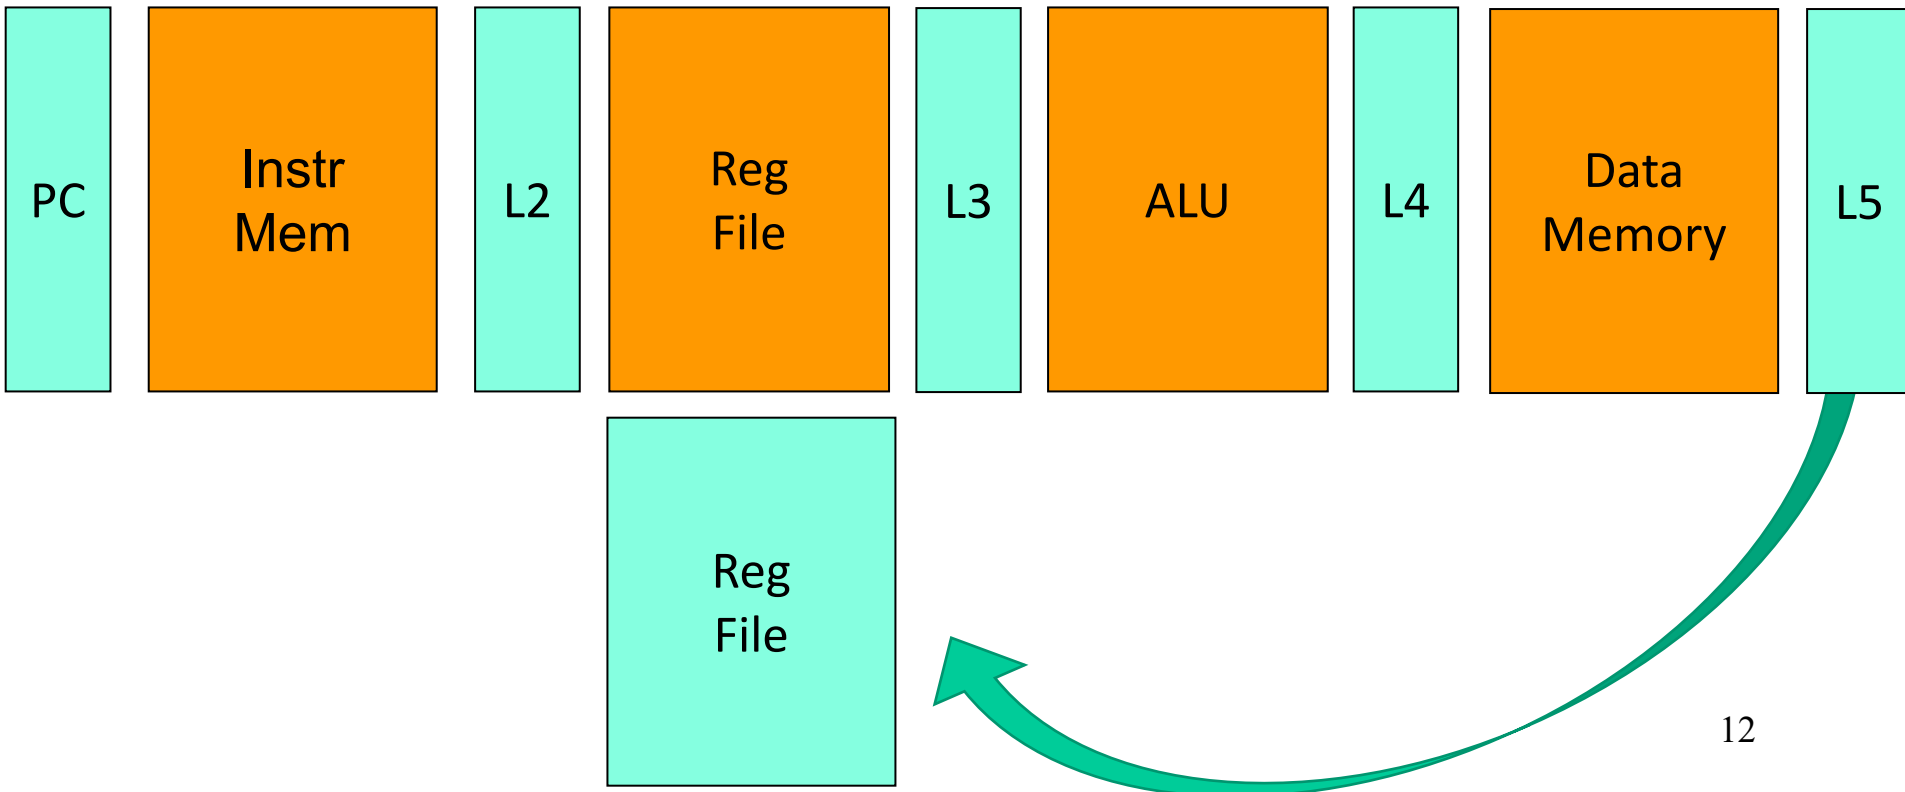 PC
Instr
Mem
L2
Reg
File
L3
ALU
L4
Data
Memory
L5
Reg
File
12